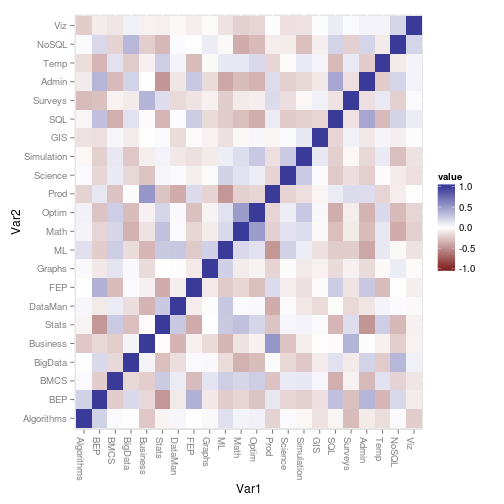 Viz
NoSQL
Temp
Admin
Surveys
SQL
GIS
Simulation
Science
Prod
Optim
Math
ML
Graphs
FEP
DataMan
Stats
Business
BigData
BMCS
BEP
Algorithms
Var2
value
1.0
0.5
0.0
-0.5
-1.0
Algorithms
BEP
BMCS
BigData
Business
Stats
DataMan
FEP
Graphs
ML
Math
Optim
Prod
Science
Simulation
GIS
SQL
Surveys
Admin
Temp
NoSQL
Viz
Var1